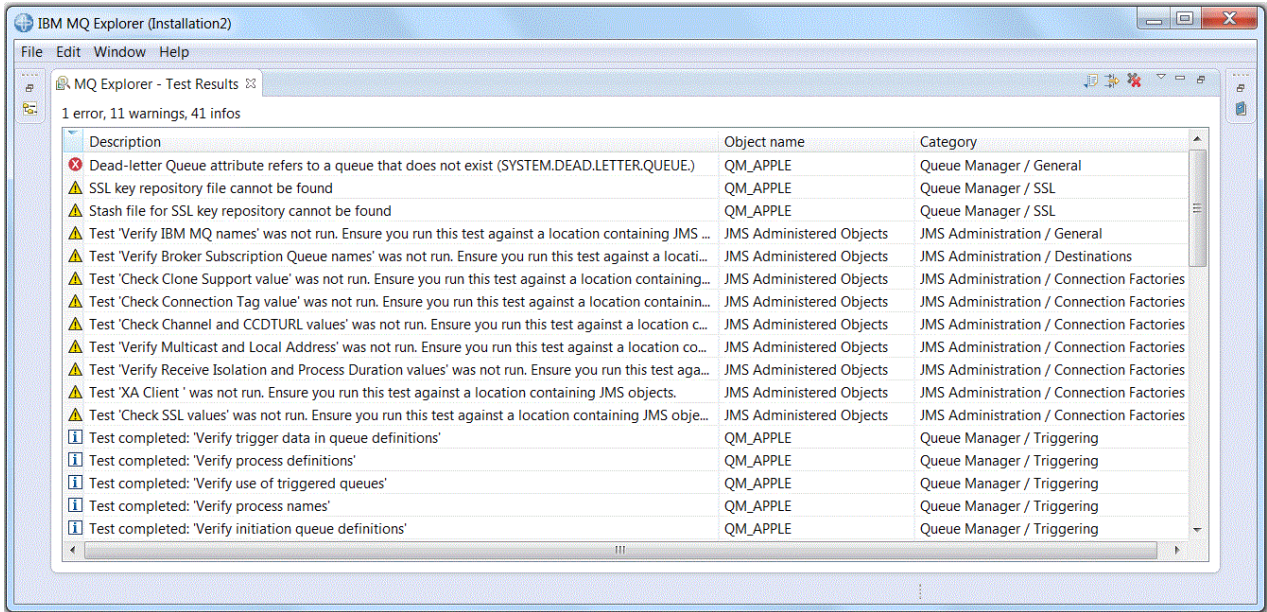 IBM MQ Explorer (Installation2)
File Edit Window Help
MQ Explorer - Test Results
1 error, 11 warnings, 41 infos
Description Object name Category
Dead-letter Queue attribute refers to a queue that does not exist (SYSTEM.DEAD.LETTER.QUEUE.) QM_APPLE Queue Manager / General
SSL key repository file cannot be found QM_APPLE Queue Manager / SSL
Stash file for SSL key repository cannot be found QM_APPLE Queue Manager / SSL
Test 'Verify IBM MQ names' was not run. Ensure you run this test against a location containing JMS ... JMS Administered Objects JMS Administration / General
Test 'Verify Broker Subscription Queue names' was not run. Ensure you run this test against a locati... JMS Administered Objects JMS Administration / Destinations
Test 'Check Clone Support value' was not run. Ensure you run this test against a location containing... JMS Administered Objects JMS Administration / Connection Factories
Test 'Check Connection Tag value' was not run. Ensure you run this test against a location containin... JMS Administered Objects JMS Administration / Connection Factories
Test 'Check Channel and CCDTURL values' was not run. Ensure you run this test against a location c... JMS Administered Objects JMS Administration / Connection Factories
Test 'Verify Multicast and Local Address' was not run. Ensure you run this test against a location co... JMS Administered Objects JMS Administration / Connection Factories
Test 'Verify Receive Isolation and Process Duration values' was not run. Ensure you run this test aga... JMS Administered Objects JMS Administration / Connection Factories
Test 'XA Client ' was not run. Ensure you run this test against a location containing JMS objects. JMS Administered Objects JMS Administration / Connection Factories
Test 'Check SSL values' was not run. Ensure you run this test against a location containing JMS obje... JMS Administered Objects JMS Administration / Connection Factories
Test completed: 'Verify trigger data in queue definitions' QM_APPLE Queue Manager / Triggering
Test completed: 'Verify process definitions' QM_APPLE Queue Manager / Triggering
Test completed: 'Verify use of triggered queues' QM_APPLE Queue Manager / Triggering
Test completed: 'Verify process names' QM_APPLE Queue Manager / Triggering
Test completed: 'Verify initiation queue definitions' QM_APPLE Queue Manager / Triggering